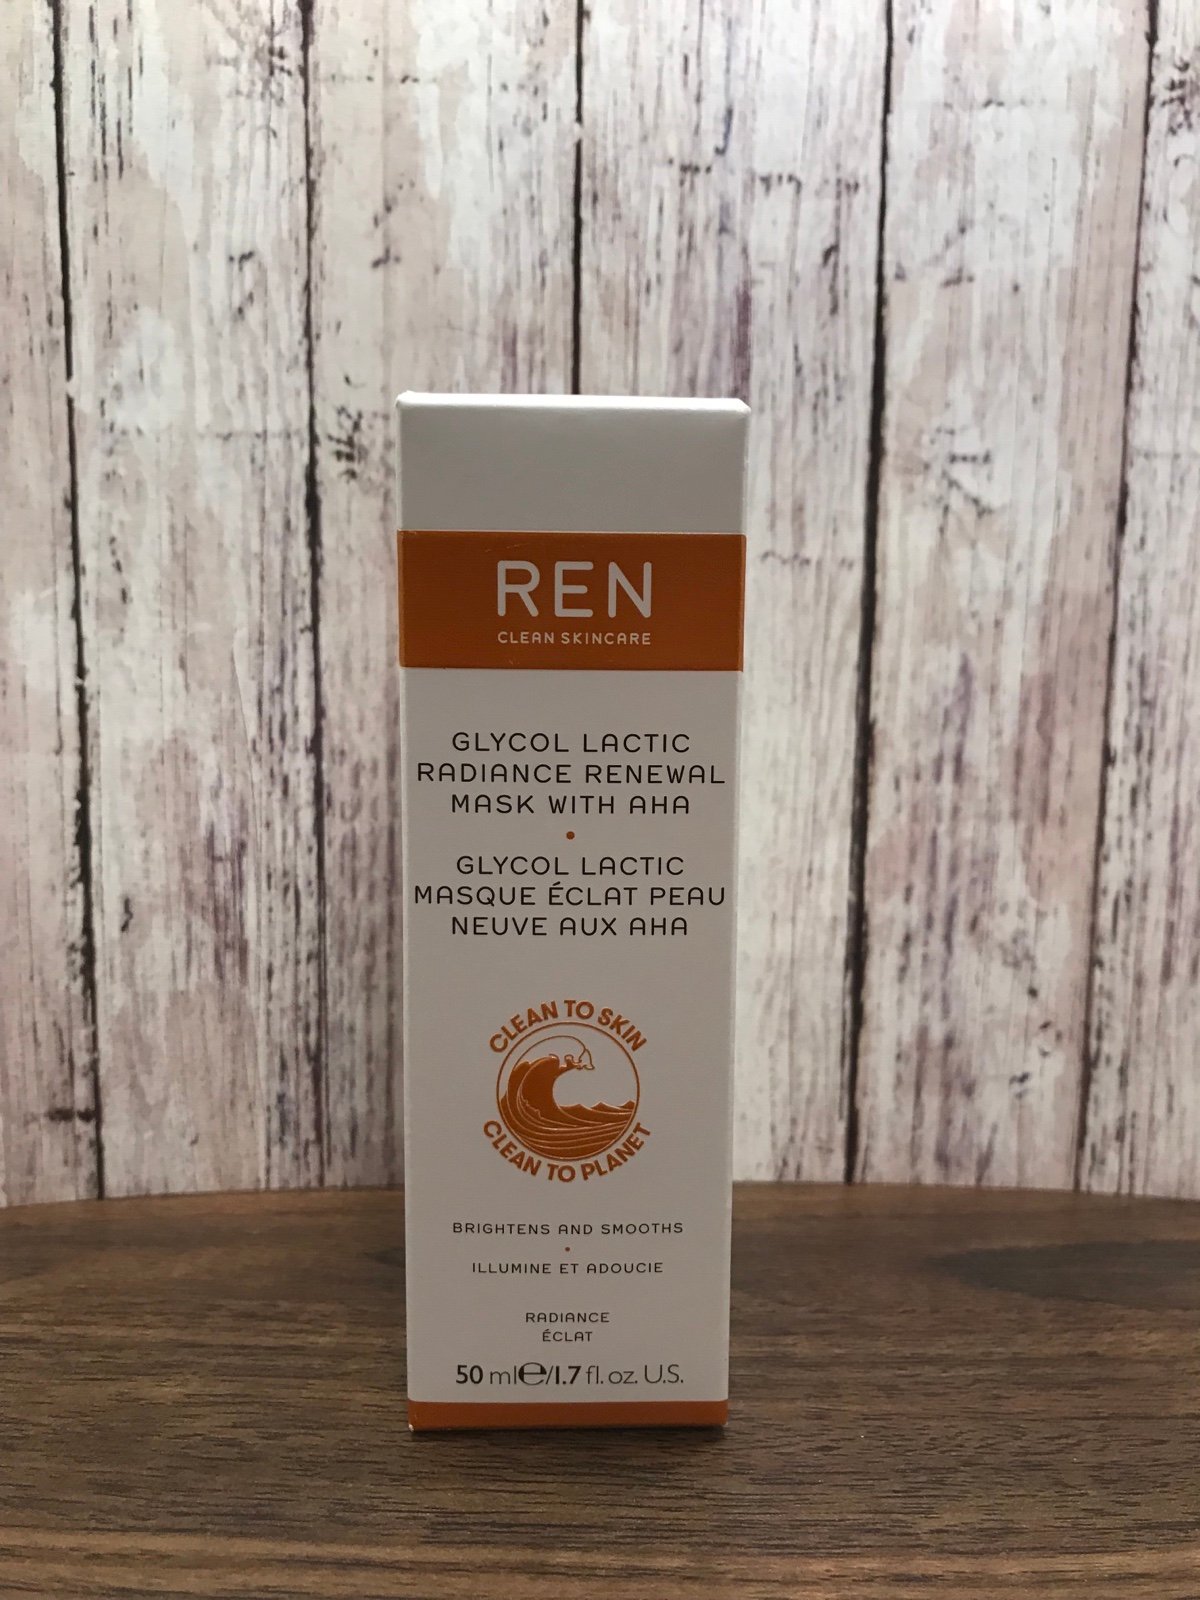 REN
CLEAN SKINCARE
GLYCOL LACTIC
RADIANCE RENEWAL
MASK WITH AHA
•
GLYCOL LACTIC
MASQUE ÉCLAT PEAU
NEUVE AUX AHA
CLEAN TO SKIN
CLEAN TO PLANET
BRIGHTENS AND SMOOTHS
•
ILLUMINE ET ADOUCIE
RADIANCE
ÉCLAT
50 ml℮/1.7 fl. oz. U.S.